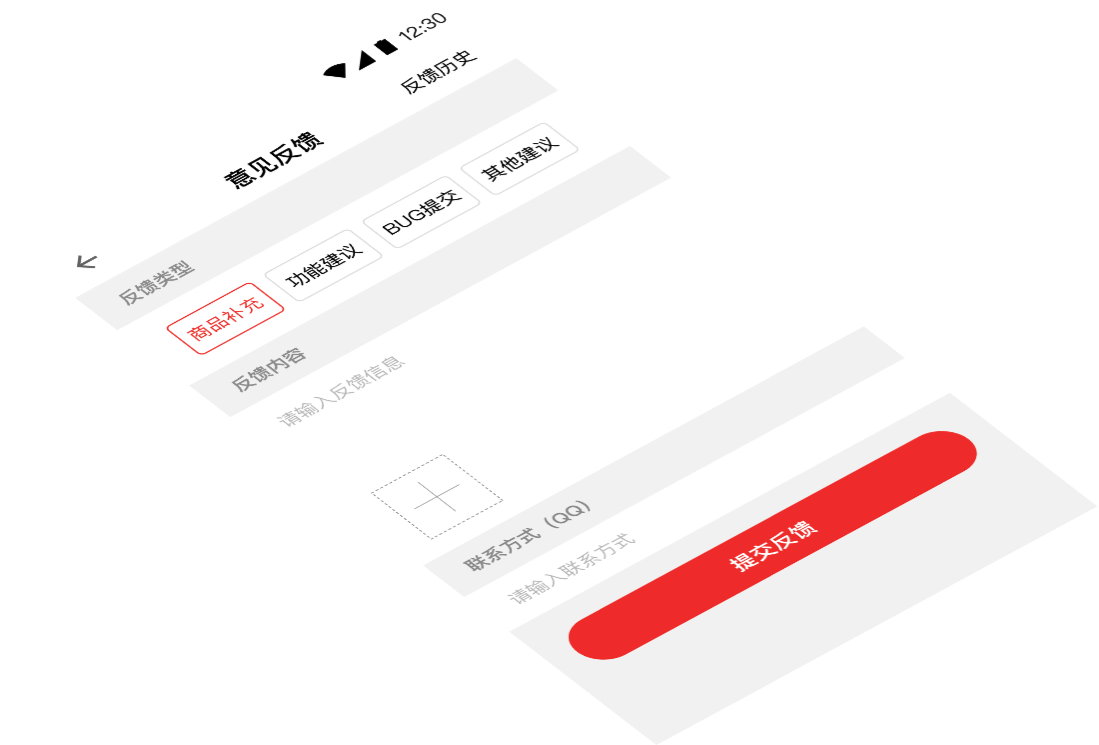 12:30
反馈历史
意见反馈
反馈类型
商品补充
功能建议
BUG提交
其他建议
反馈内容
请输入反馈信息
联系方式（QQ）
请输入联系方式
提交反馈